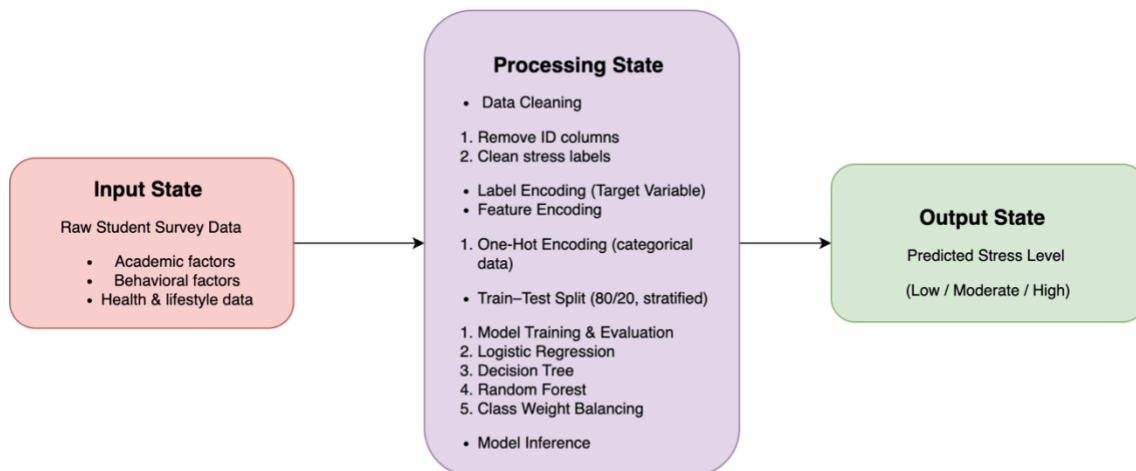 Input State
Raw Student Survey Data
• Academic factors
• Behavioral factors
• Health & lifestyle data
Processing State
• Data Cleaning
1. Remove ID columns
2. Clean stress labels
• Label Encoding (Target Variable)
• Feature Encoding
1. One-Hot Encoding (categorical
data)
• Train–Test Split (80/20, stratified)
1. Model Training & Evaluation
2. Logistic Regression
3. Decision Tree
4. Random Forest
5. Class Weight Balancing
• Model Inference
Output State
Predicted Stress Level
(Low / Moderate / High)